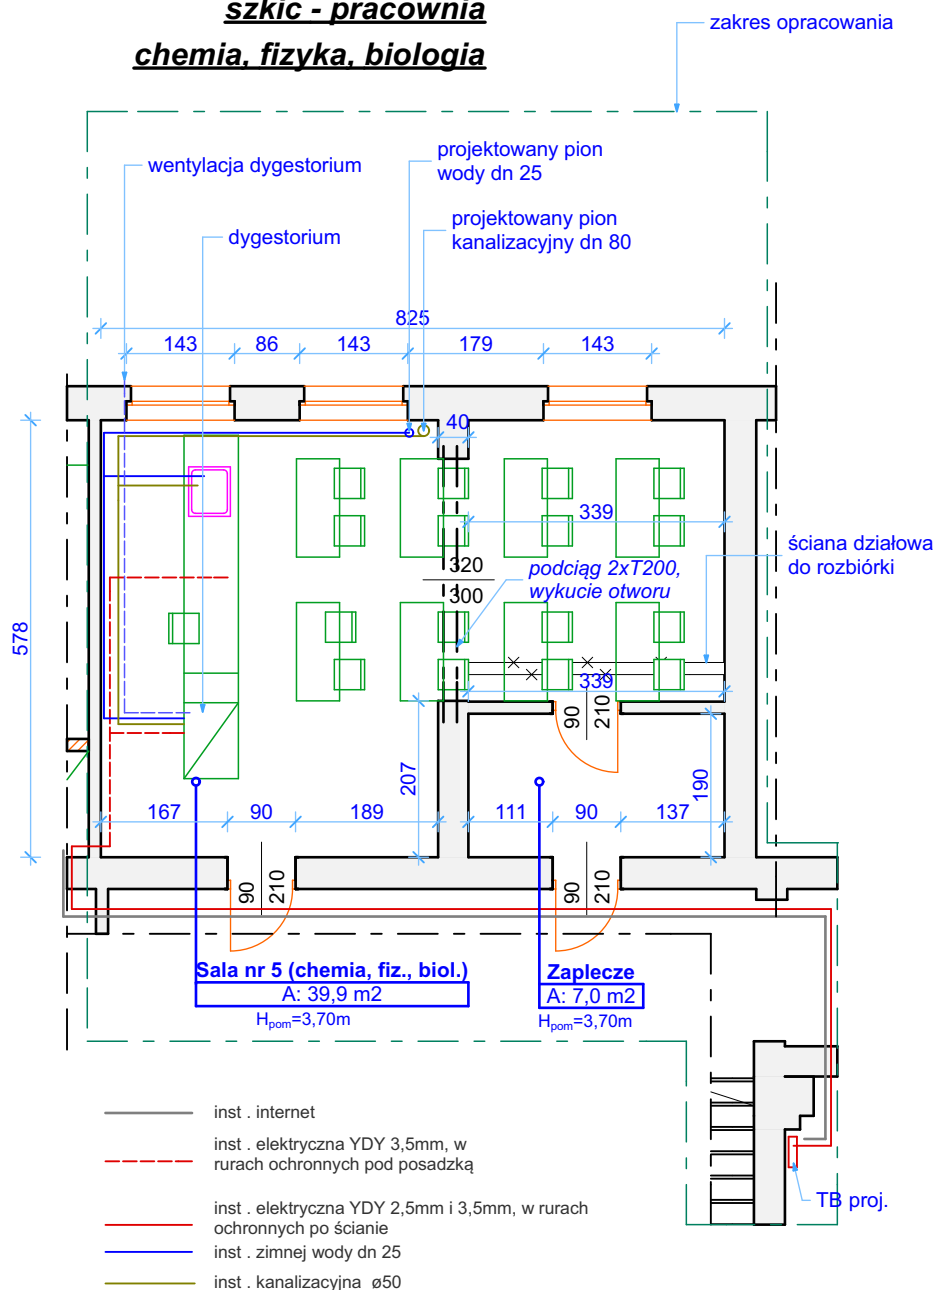 szkic - pracownia
chemia, fizyka, biologia
zakres opracowania
wentylacja dygestorium
projektowany pion
wody dn 25
dygestorium
projektowany pion
kanalizacyjny dn 80
825
143
86
143
179
143
40
339
ściana działowa
do rozbiórki
320
300
podciąg 2xT200,
wykucie otworu
578
339
90
210
207
190
167
90
189
111
90
137
90
210
90
210
Sala nr 5 (chemia, fiz., biol.)
A: 39,9 m2
Hpom=3,70m
Zaplecze
A: 7,0 m2
Hpom=3,70m
inst . internet
inst . elektryczna YDY 3,5mm, w
rurach ochronnych pod posadzką
inst . elektryczna YDY 2,5mm i 3,5mm, w rurach
ochronnych po ścianie
inst . zimnej wody dn 25
inst . kanalizacyjna ø50
TB proj.